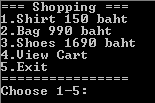 === Shopping ===
1.Shirt 150 baht
2.Bag 990 baht
3.Shoes 1690 baht
4.View Cart
5.Exit
================
Choose 1-5: